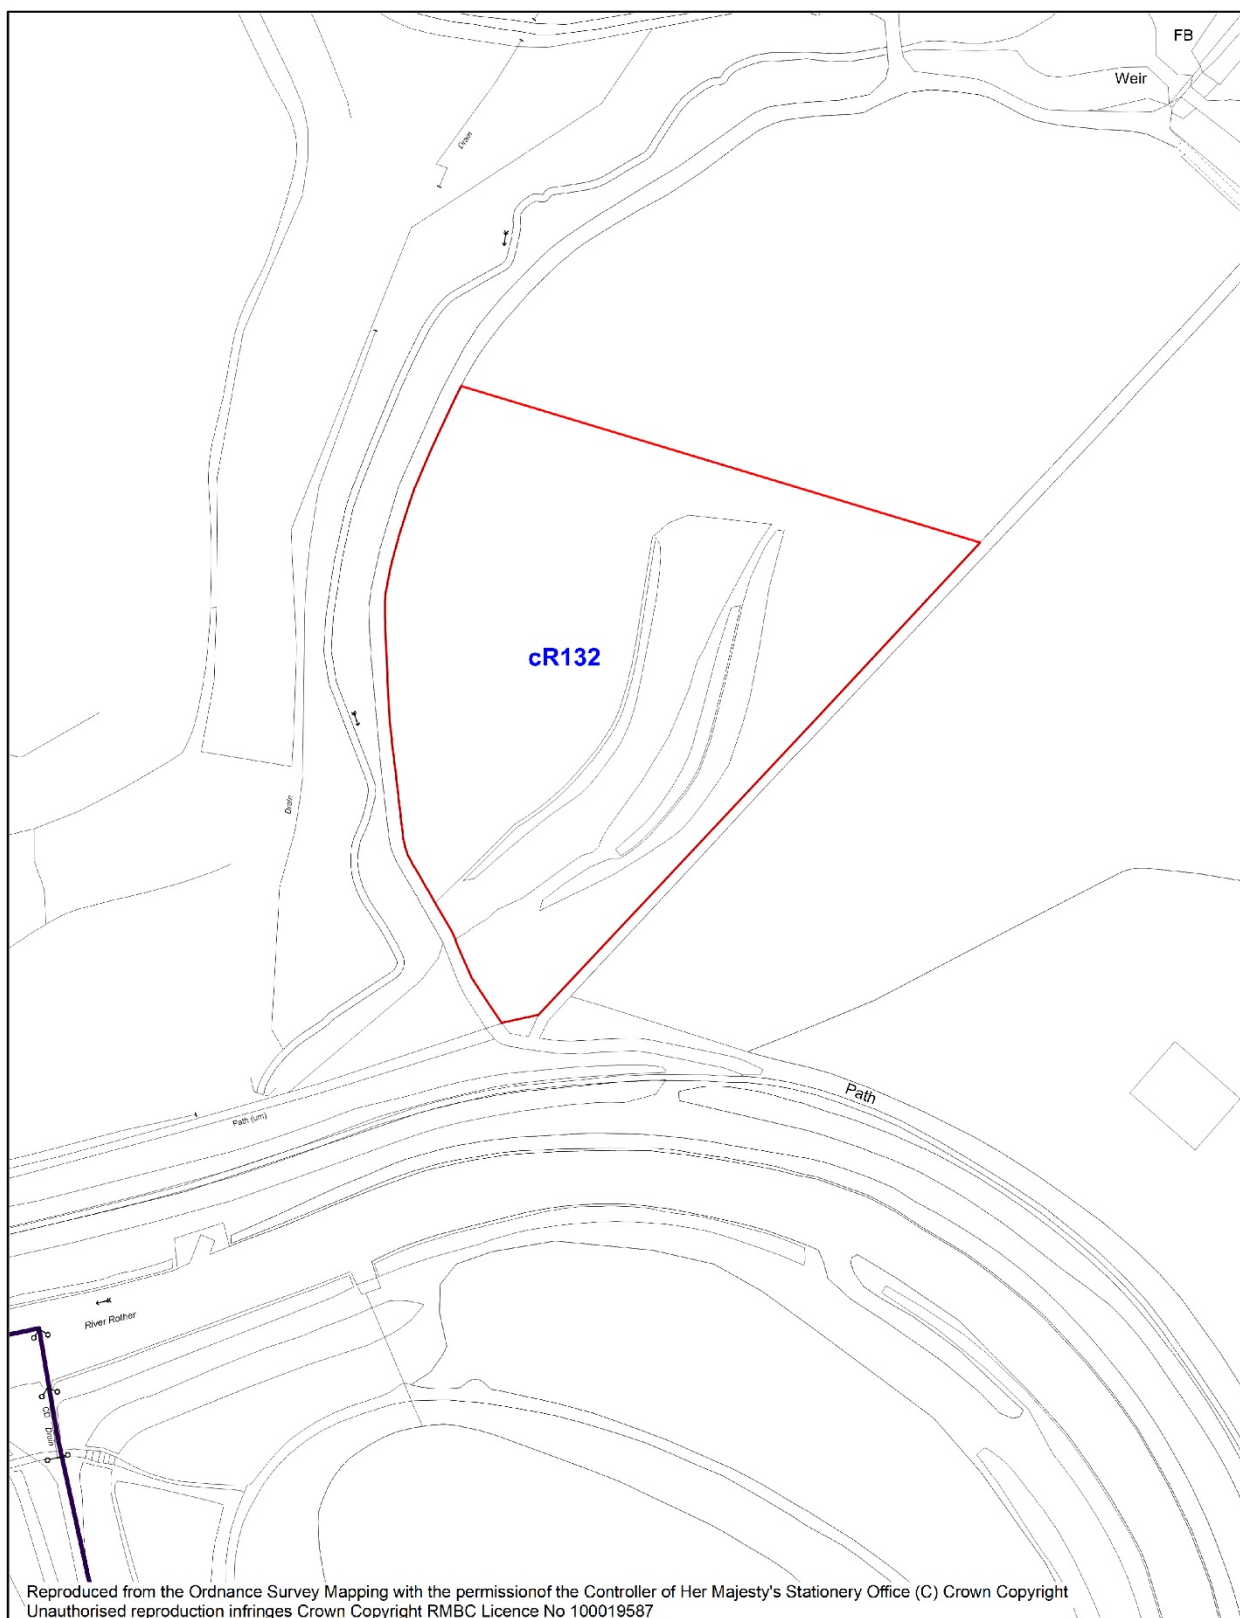 FB
Weir
Drain
cR132
Drain
Path
Path (um)
River Rother
CD
Drain
Reproduced from the Ordnance Survey Mapping with the permissionof the Controller of Her Majesty's Stationery Office (C) Crown Copyright
Unauthorised reproduction infringes Crown Copyright RMBC Licence No 100019587